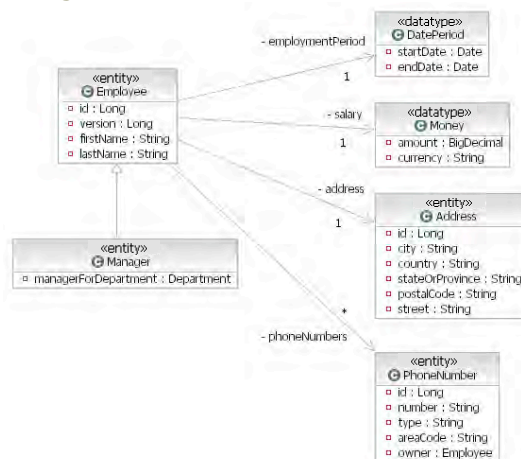 «datatype»
DatePeriod
startDate : Date
endDate : Date
- employmentPeriod
1
«entity»
Employee
id : Long
version : Long
firstName : String
lastName : String
- salary
1
«datatype»
Money
amount : BigDecimal
currency : String
- address
1
«entity»
Address
id : Long
city : String
country : String
stateOrProvince : String
postalCode : String
street : String
«entity»
Manager
managerForDepartment : Department
*
- phoneNumbers
«entity»
PhoneNumber
id : Long
number : String
type : String
areaCode : String
owner : Employee